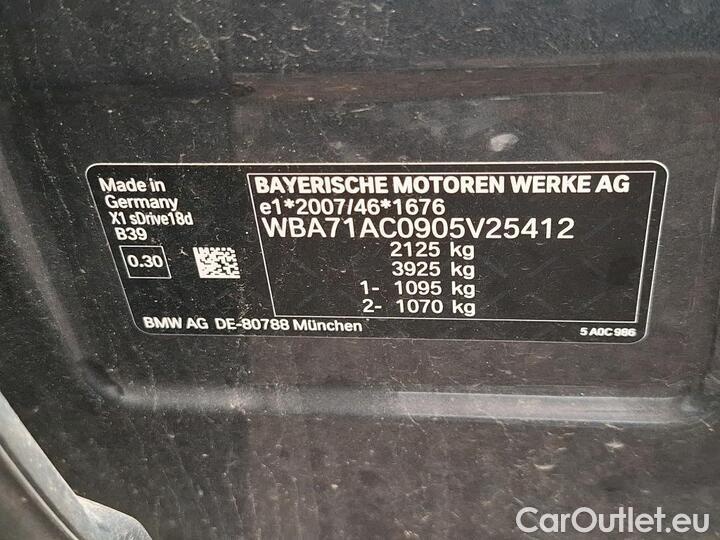 Made in
Germany
X1 sDrive18d
B39
0.30
BAYERISCHE MOTOREN WERKE AG
e1*2007/46*1676
WBA71AC0905V25412
2125 kg
3925 kg
1- 1095 kg
2- 1070 kg
BMW AG DE-80788 München
5 A0C 986
CarOutlet.eu